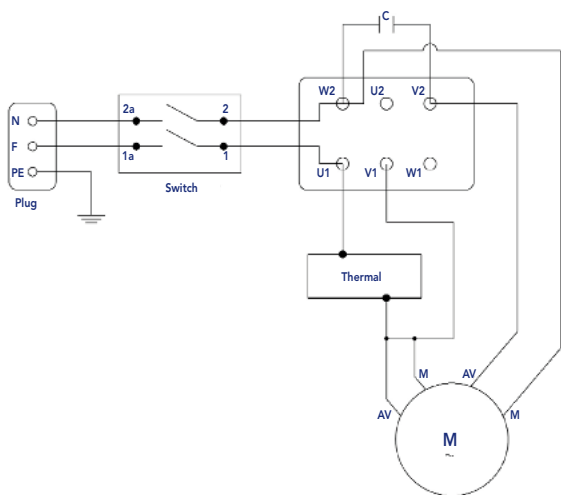 C
W2 U2 V2
N 2a 2
F 1a 1
PE U1 V1 W1
Plug Switch
Thermal
M AV
AV M
M
~